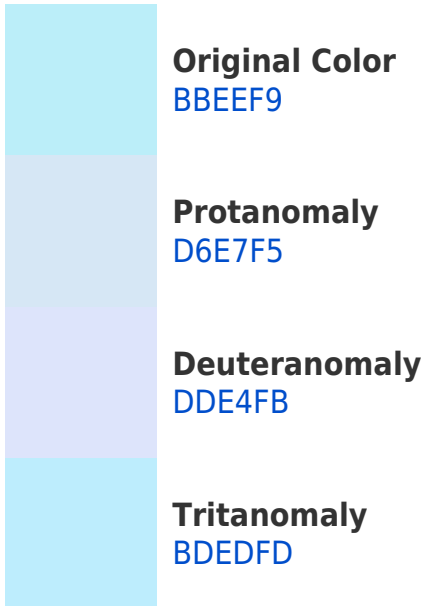 Original Color
BBEEF9
Protanomaly
D6E7F5
Deuteranomaly
DDE4FB
Tritanomaly
BDEDFD